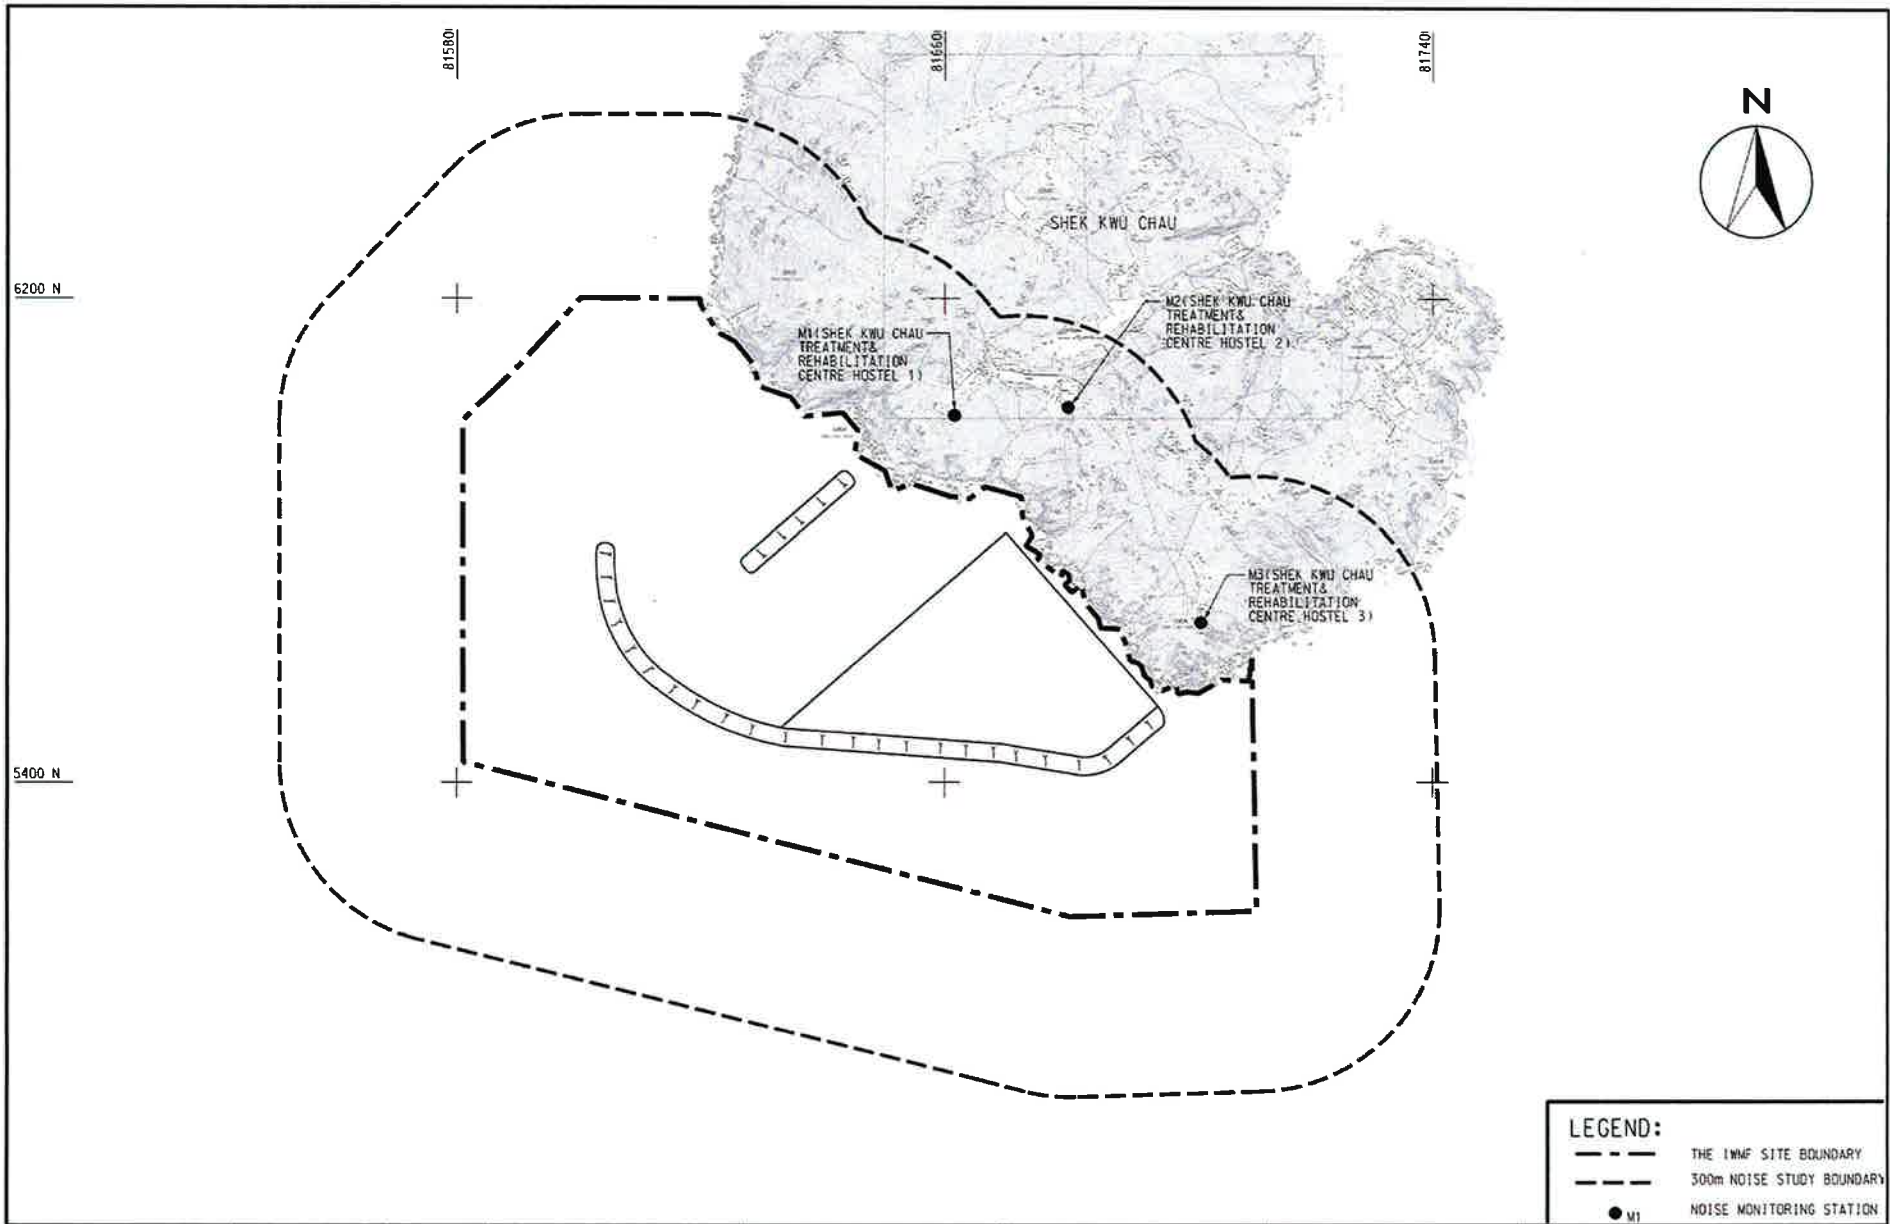 81580
81660
81740
N
SHEK KWU CHAU
6200 N
M2(SHEK KWU CHAU
TREATMENT&
REHABILITATION
CENTRE HOSTEL 2)
M1(SHEK KWU CHAU
TREATMENT&
REHABILITATION
CENTRE HOSTEL 1)
M3(SHEK KWU CHAU
TREATMENT&
REHABILITATION
CENTRE HOSTEL 3)
5400 N
LEGEND:
THE IWMF SITE BOUNDARY
300m NOISE STUDY BOUNDARY
M1 NOISE MONITORING STATION